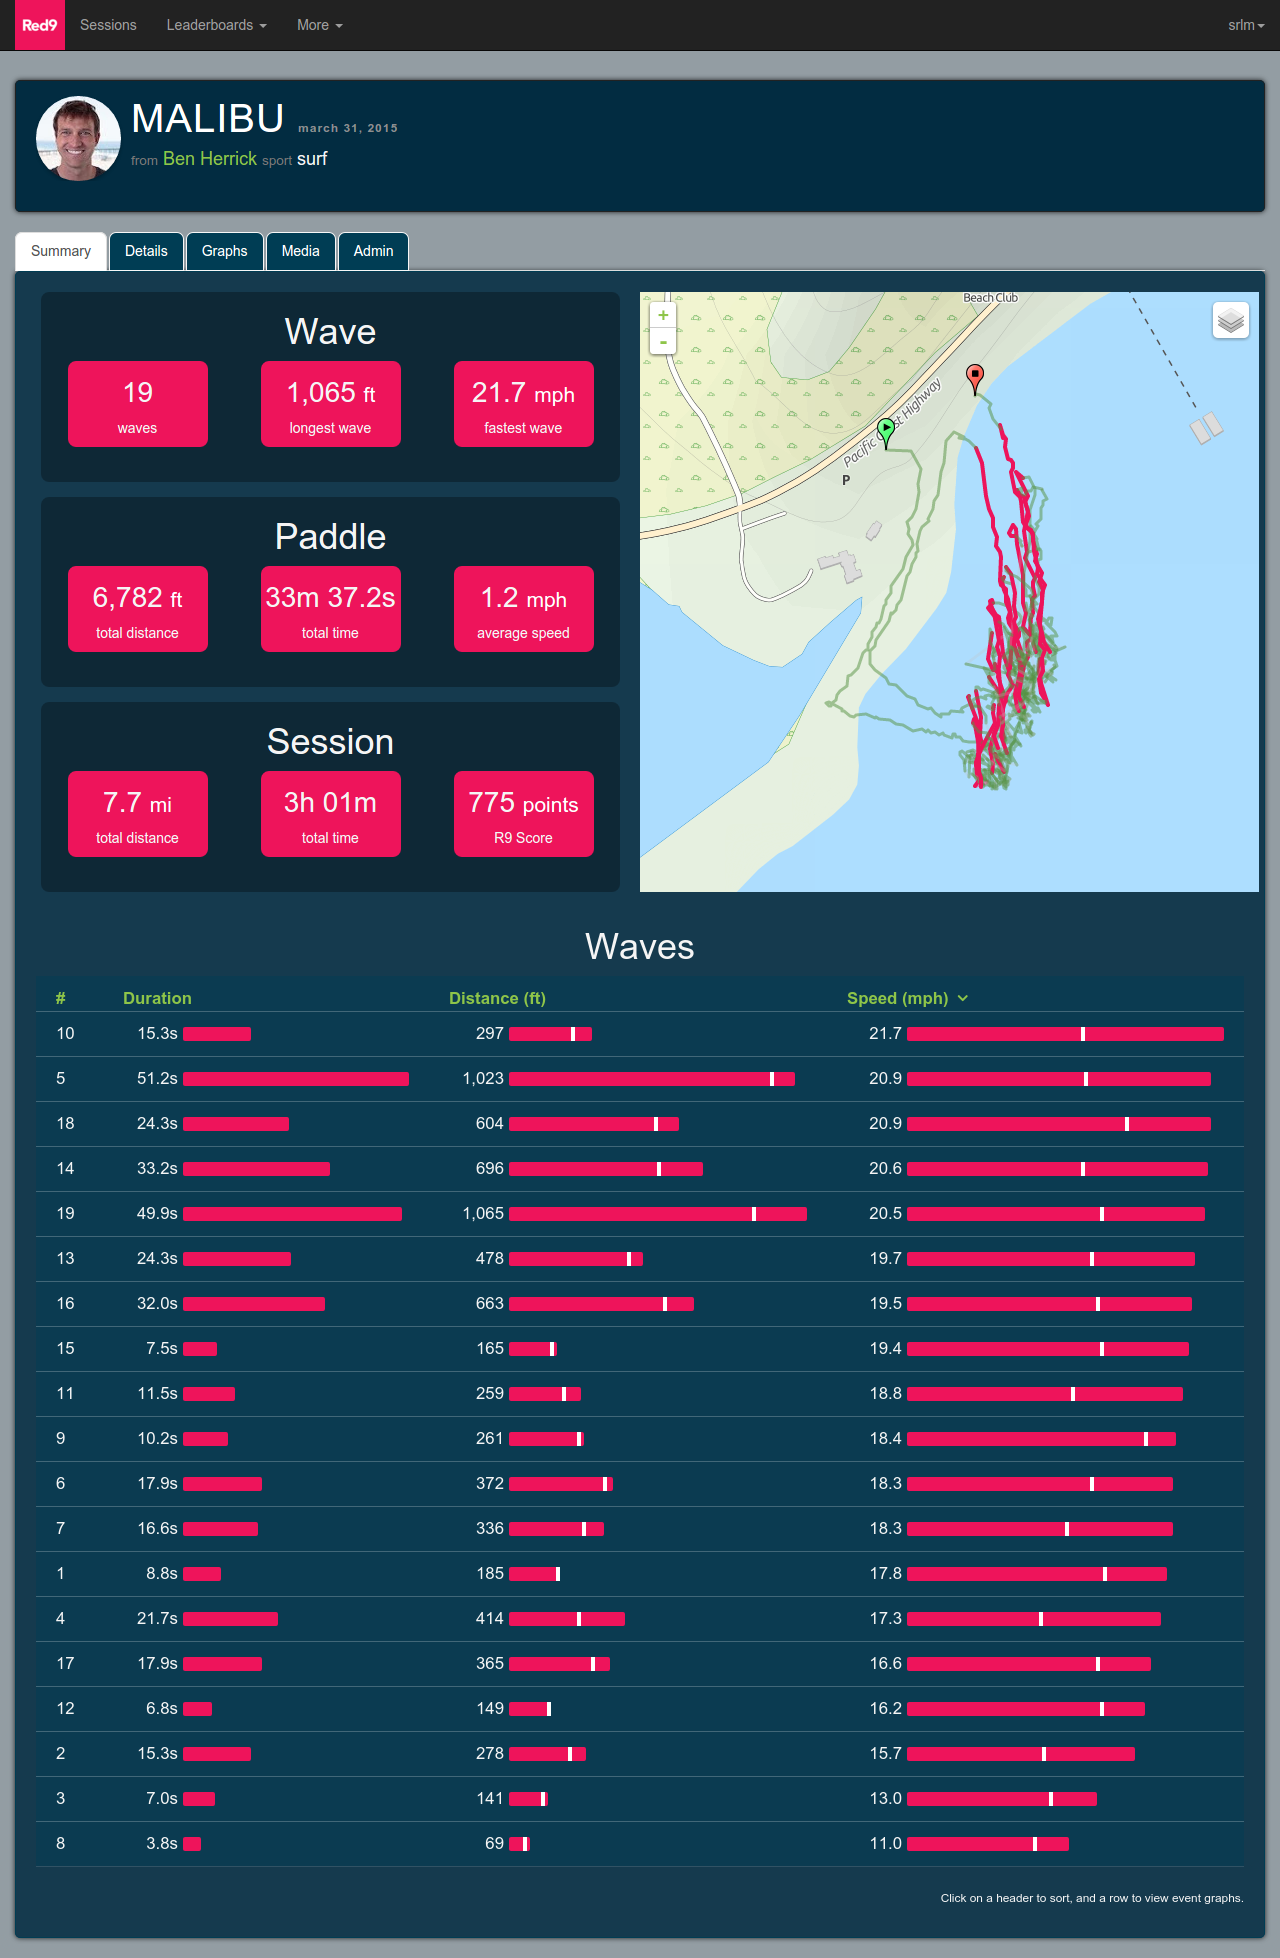 Red9 Sessions Leaderboards More srlm
MALIBU march 31, 2015
from Ben Herrick sport surf
Summary Details Graphs Media Admin
Wave
19 1,065 ft 21.7 mph
waves longest wave fastest wave
Paddle
6,782 ft 33m 37.2s 1.2 mph
total distance total time average speed
Session
7.7 mi 3h 01m 775 points
total distance total time R9 Score
Beach Club
+
-
Pacific Coast Highway
P
Waves
# Duration Distance (ft) Speed (mph)
10 15.3s 297 21.7
5 51.2s 1,023 20.9
18 24.3s 604 20.9
14 33.2s 696 20.6
19 49.9s 1,065 20.5
13 24.3s 478 19.7
16 32.0s 663 19.5
15 7.5s 165 19.4
11 11.5s 259 18.8
9 10.2s 261 18.4
6 17.9s 372 18.3
7 16.6s 336 18.3
1 8.8s 185 17.8
4 21.7s 414 17.3
17 17.9s 365 16.6
12 6.8s 149 16.2
2 15.3s 278 15.7
3 7.0s 141 13.0
8 3.8s 69 11.0
Click on a header to sort, and a row to view event graphs.